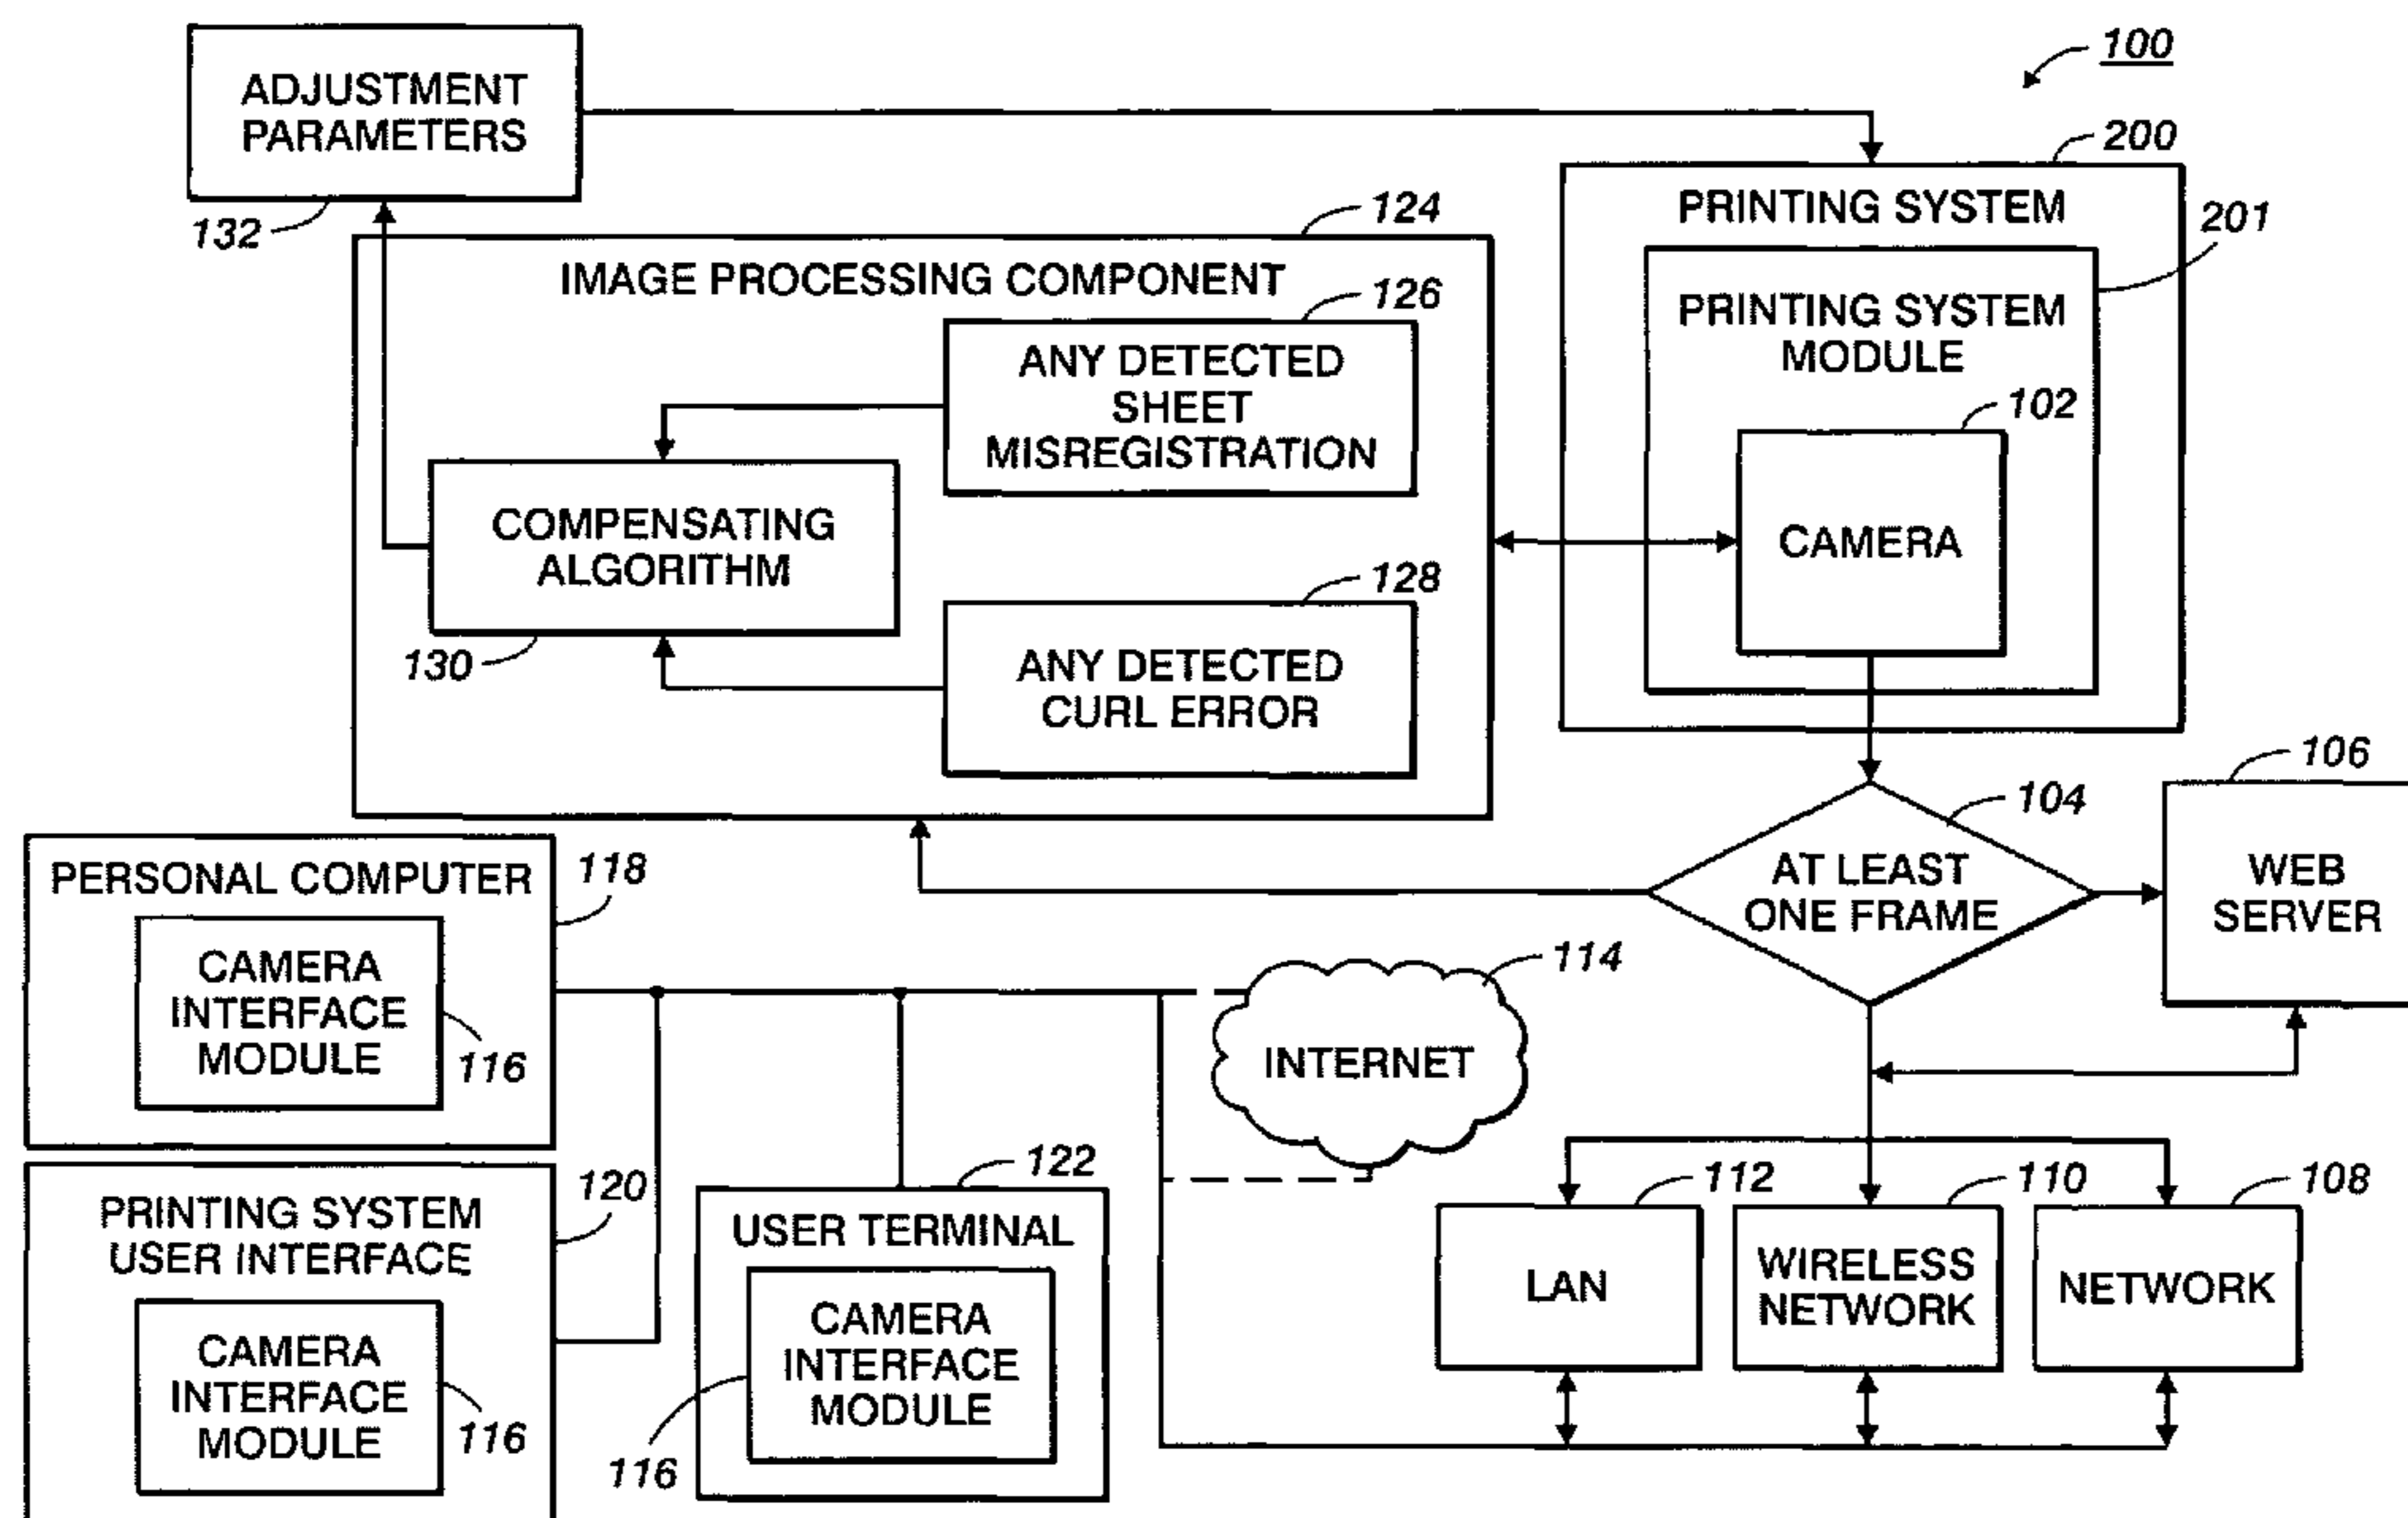 100
ADJUSTMENT
PARAMETERS
132
200
PRINTING SYSTEM
201
PRINTING SYSTEM
MODULE
102
CAMERA
124
IMAGE PROCESSING COMPONENT
126
ANY DETECTED
SHEET
MISREGISTRATION
COMPENSATING
ALGORITHM
130
128
ANY DETECTED
CURL ERROR
104
AT LEAST
ONE FRAME
106
WEB
SERVER
PERSONAL COMPUTER
118
CAMERA
INTERFACE
MODULE
116
114
INTERNET
PRINTING SYSTEM
USER INTERFACE
120
CAMERA
INTERFACE
MODULE
116
122
USER TERMINAL
CAMERA
INTERFACE
MODULE
116
112
LAN
110
WIRELESS
NETWORK
108
NETWORK